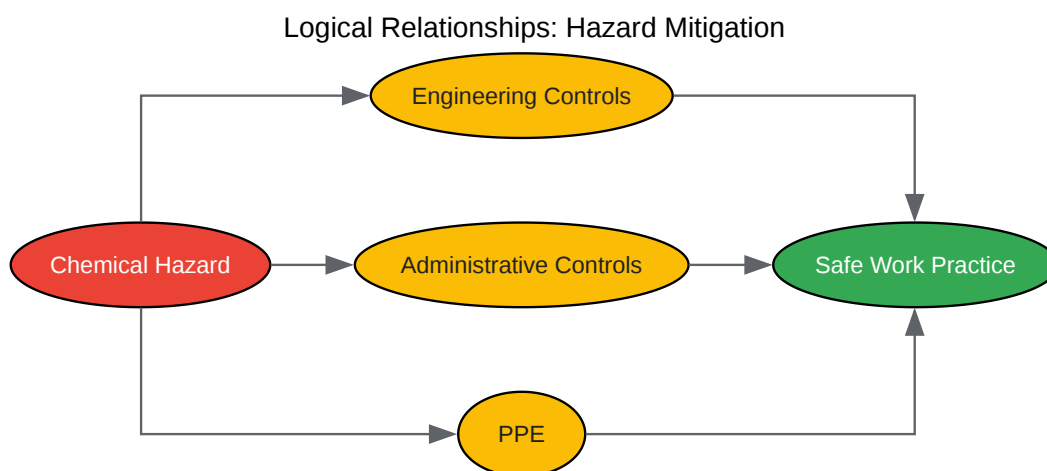 Logical Relationships: Hazard Mitigation
Engineering Controls
Chemical Hazard
Administrative Controls
Safe Work Practice
PPE